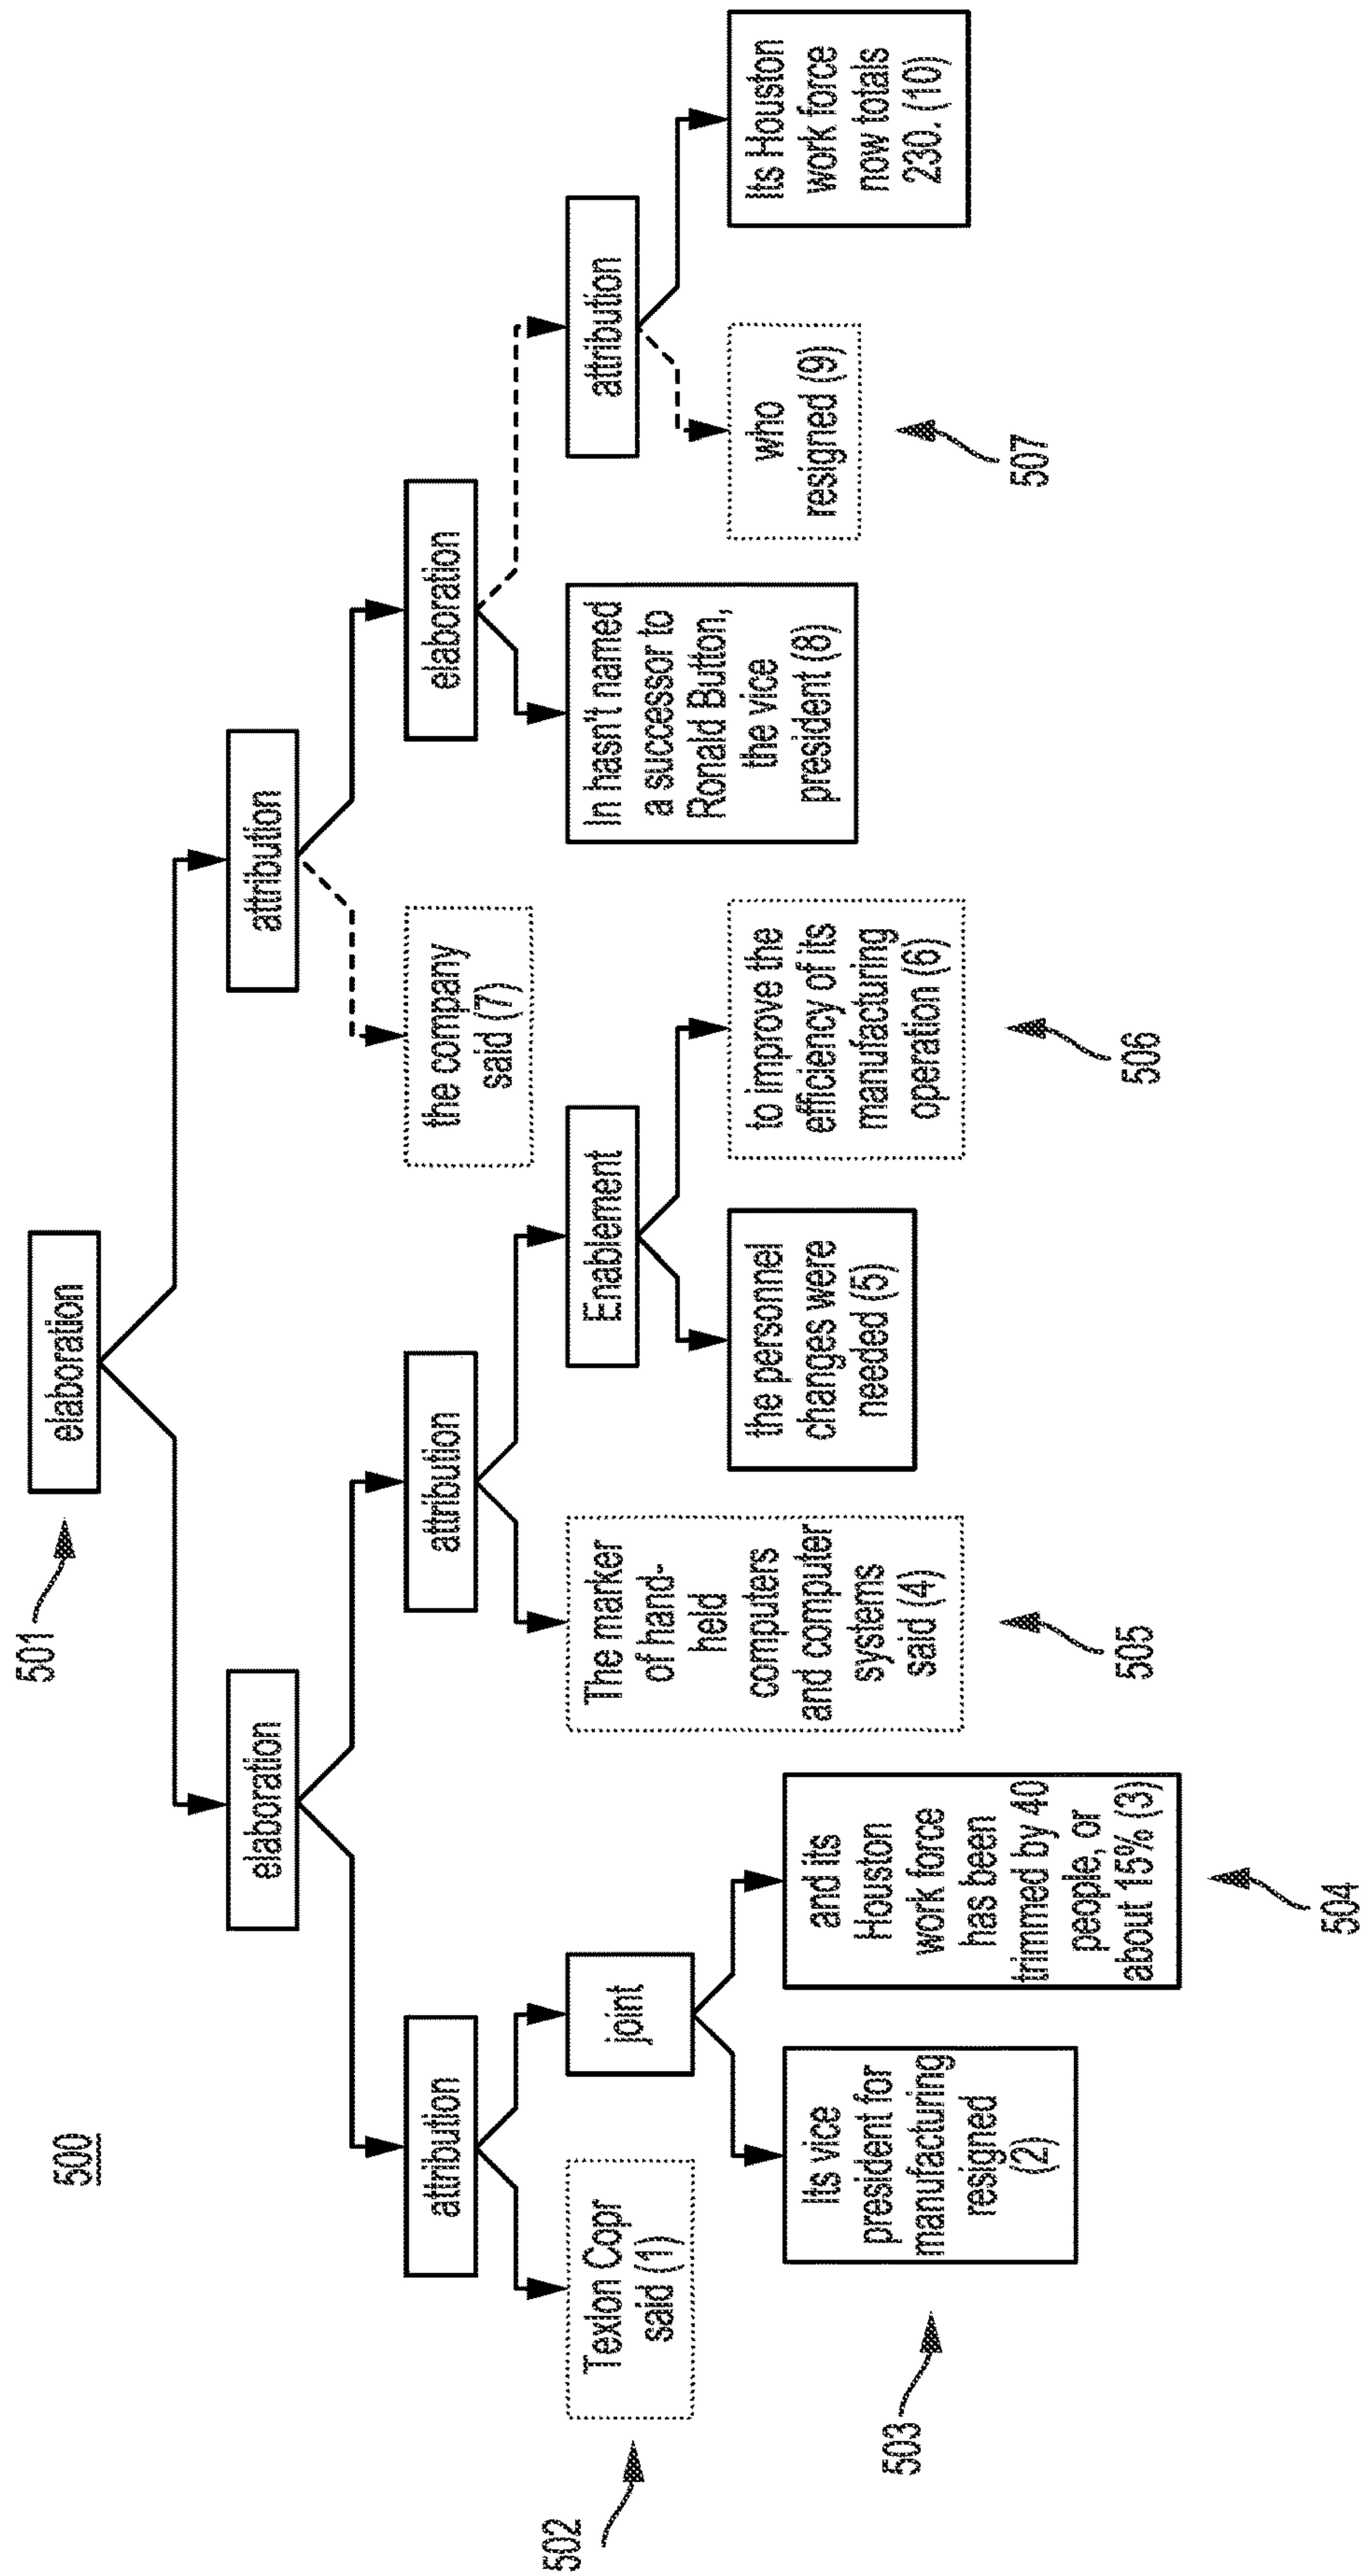 500
501
elaboration
elaboration
attribution
attribution
attribution
the company
said (7)
elaboration
502
Texlon Copr
said (1)
joint
The marker
of hand-
held
computers
and computer
systems
said (4)
505
Enablement
In hasn't named
a successor to
Ronald Button,
the vice
president (8)
attribution
503
Its vice
president for
manufacturing
resigned
(2)
and its
Houston
work force
has been
trimmed by 40
people, or
about 15% (3)
504
the personnel
changes were
needed (5)
to improve the
efficiency of its
manufacturing
operation (6)
506
who
resigned (9)
507
Its Houston
work force
now totals
230. (10)